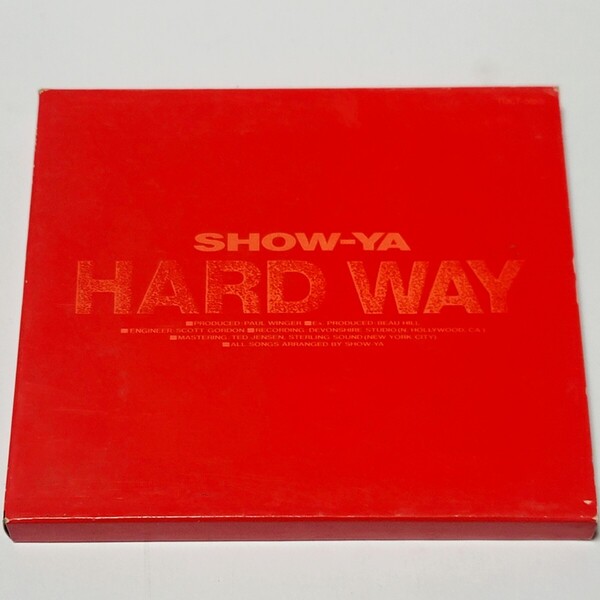 SHOW-YA
HARD WAY
■PRODUCED: PAUL WINGER ■Ex. PRODUCED: BEAU HILL
■ENGINEER: SCOTT GORDON ■RECORDING: DEVONSHIRE STUDIO (N. HOLLYWOOD, CA.)
■MASTERING: TED JENSEN, STERLING SOUND (NEW YORK CITY)
■ALL SONGS ARRANGED BY SHOW-YA